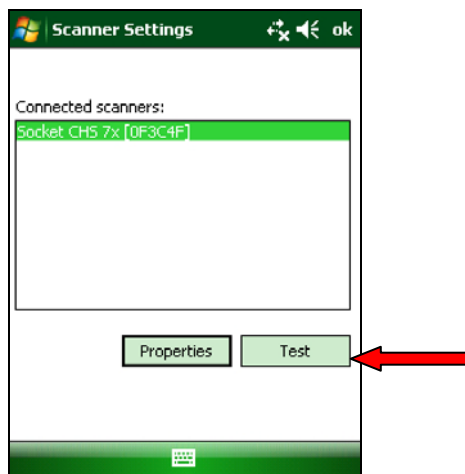 Scanner Settings ok
Connected scanners:
Socket CHS 7x [0F3C4F]
Properties Test